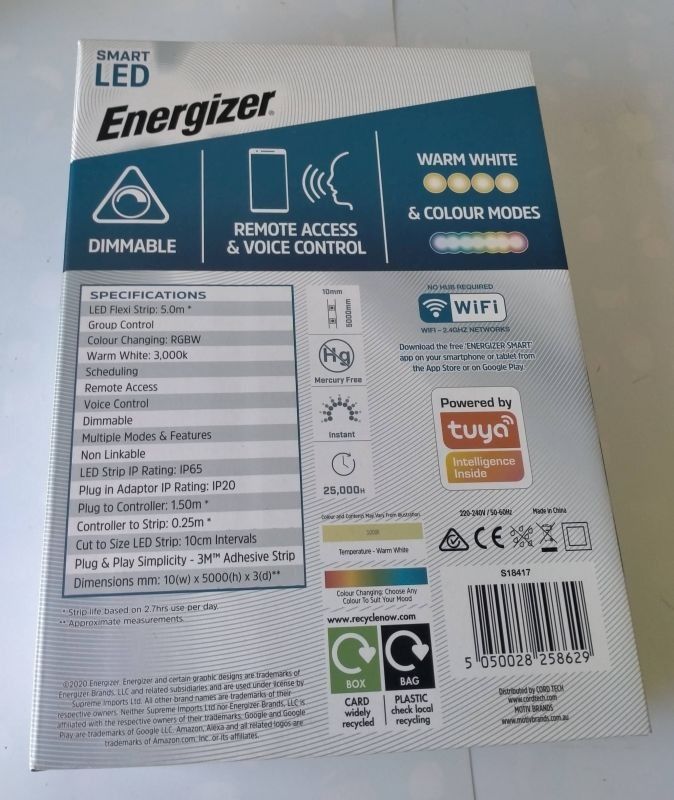 SMART
LED
Energizer
DIMMABLE
REMOTE ACCESS
& VOICE CONTROL
WARM WHITE
& COLOUR MODES
SPECIFICATIONS
LED Flexi Strip: 5.0m *
Group Control
Colour Changing: RGBW
Warm White: 3,000k
Scheduling
Remote Access
Voice Control
Dimmable
Multiple Modes & Features
Non Linkable
LED Strip IP Rating: IP65
Plug in Adaptor IP Rating: IP20
Plug to Controller: 1.50m *
Controller to Strip: 0.25m *
Cut to Size LED Strip: 10cm Intervals
Plug & Play Simplicity - 3M™ Adhesive Strip
Dimensions mm: 10(w) x 5000(h) x 3(d)**
* Strip life based on 2.7hrs use per day.
** Approximate measurements.
10mm
5000mm
Hg
Mercury Free
Instant
25,000H
Colour and Contents May Vary From Illustration
3000K
Temperature - Warm White
Colour Changing: Choose Any
Colour To Suit Your Mood
www.recyclenow.com
BOX
BAG
CARD
widely
recycled
PLASTIC
check local
recycling
NO HUB REQUIRED
WiFi
WIFI - 2.4GHZ NETWORKS
Download the free 'ENERGIZER SMART'
app on your smartphone or tablet from
the App Store or on Google Play.
Powered by
tuya
Intelligence
Inside
220-240V / 50-60Hz
Made in China
CE
S18417
5 050028 258629
Distributed by CORD TECH
www.cordtech.com
MOTIV BRANDS
www.motivbrands.com.au
©2020 Energizer. Energizer and certain graphic designs are trademarks of
Energizer Brands, LLC and related subsidiaries and are used under license by
Supreme Imports Ltd. All other brand names are trademarks of their
respective owners. Neither Supreme Imports Ltd nor Energizer Brands, LLC is
affiliated with the respective owners of their trademarks. Google and Google
Play are trademarks of Google LLC. Amazon, Alexa and all related logos are
trademarks of Amazon.com, Inc. or its affiliates.